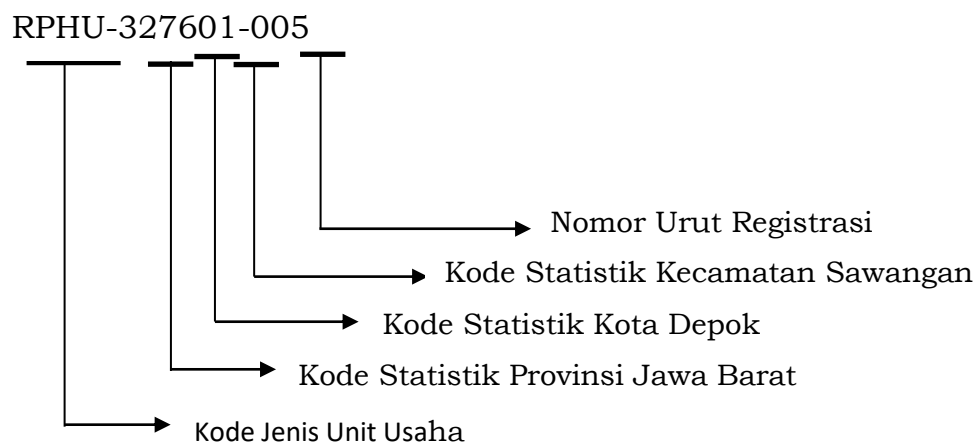 RPHU-327601-005
Nomor Urut Registrasi
Kode Statistik Kecamatan Sawangan
Kode Statistik Kota Depok
Kode Statistik Provinsi Jawa Barat
Kode Jenis Unit Usaha